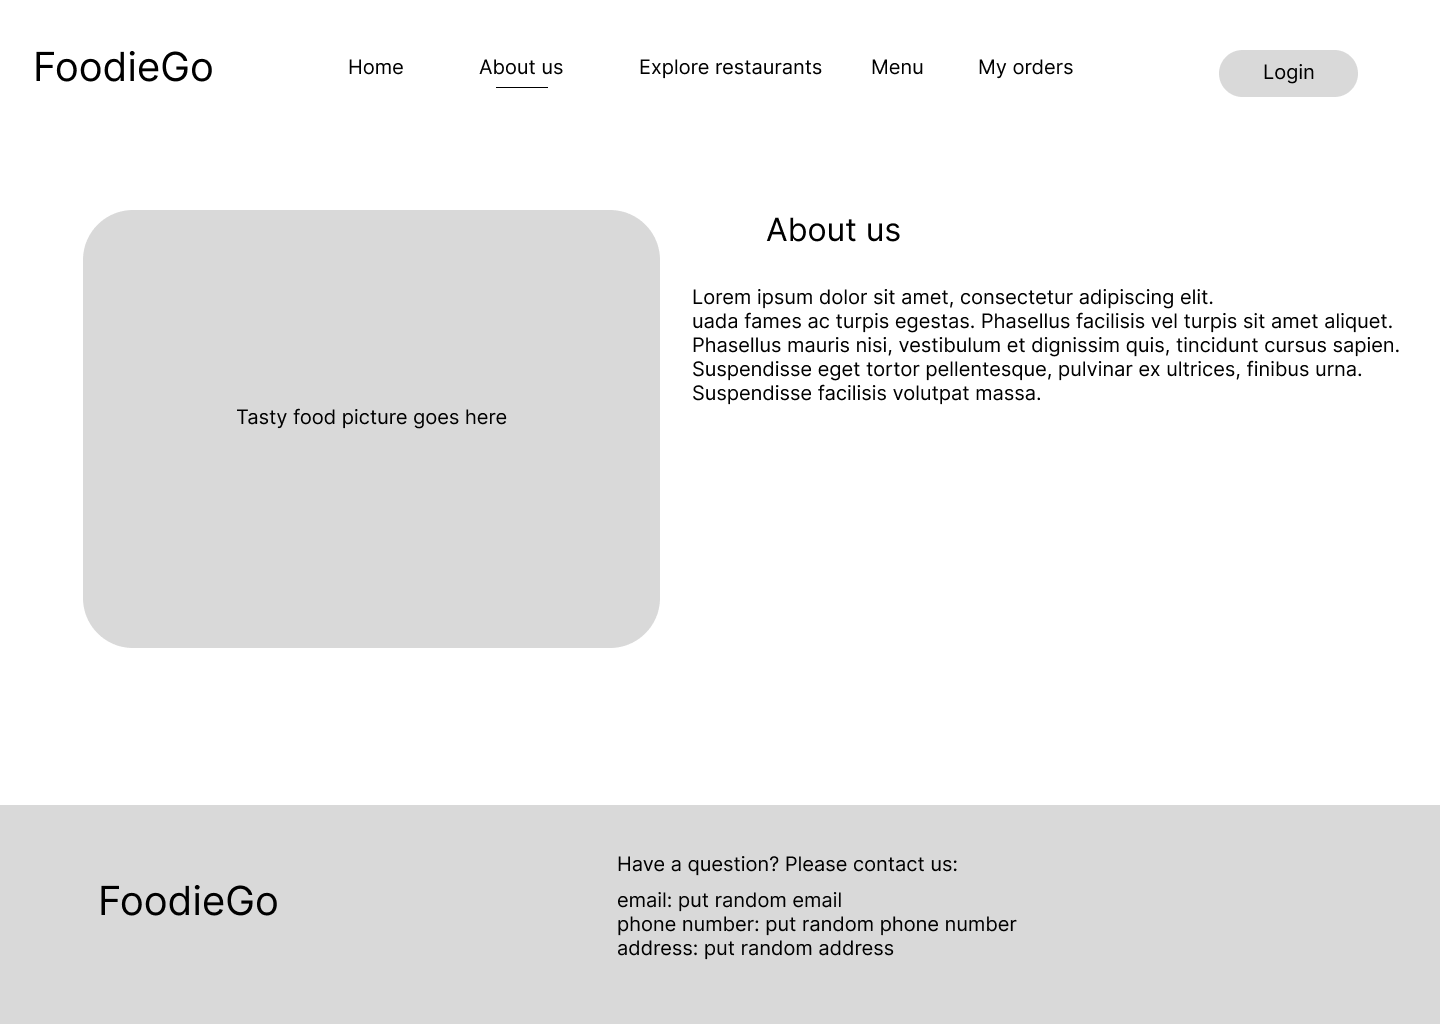 FoodieGo
Home
About us
Explore restaurants
Menu
My orders
Login
About us
Lorem ipsum dolor sit amet, consectetur adipiscing elit.
uada fames ac turpis egestas. Phasellus facilisis vel turpis sit amet aliquet.
Phasellus mauris nisi, vestibulum et dignissim quis, tincidunt cursus sapien.
Suspendisse eget tortor pellentesque, pulvinar ex ultrices, finibus urna.
Suspendisse facilisis volutpat massa.
Tasty food picture goes here
FoodieGo
Have a question? Please contact us:
email: put random email
phone number: put random phone number
address: put random address